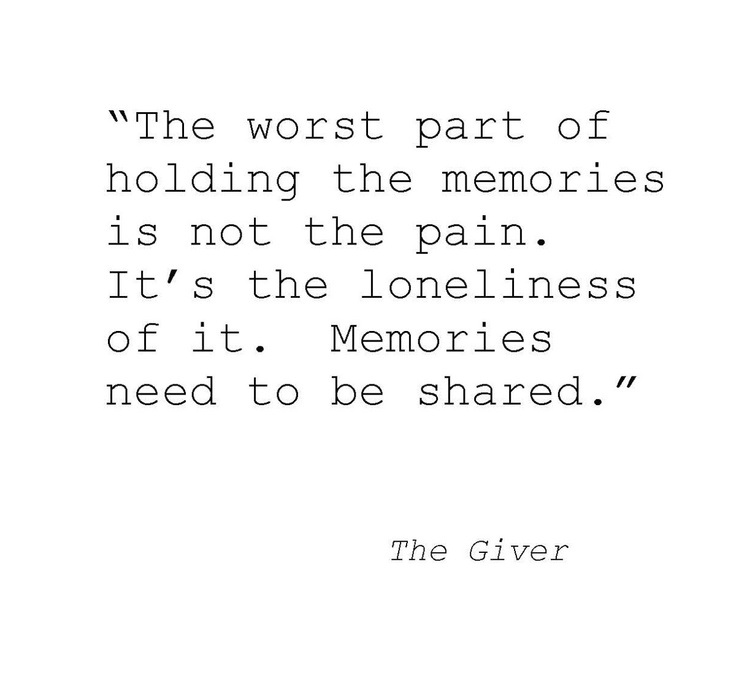 “The worst part of
holding the memories
is not the pain.
It’s the loneliness
of it.  Memories
need to be shared.”
The Giver